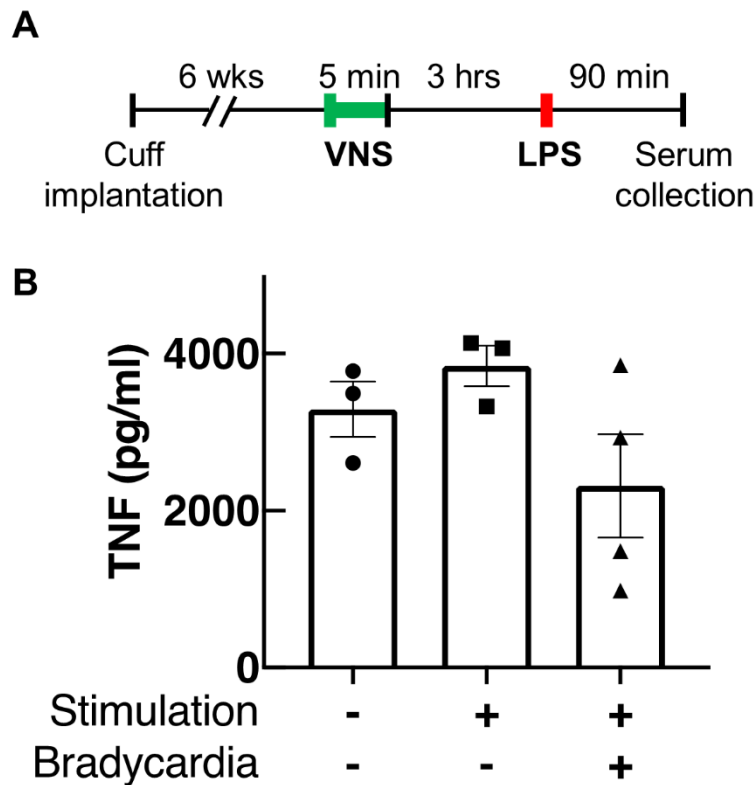 A
6 wks 5 min 3 hrs 90 min
Cuff implantation VNS LPS Serum collection
B
TNF (pg/ml)
4000
2000
0
Stimulation - + +
Bradycardia - - +